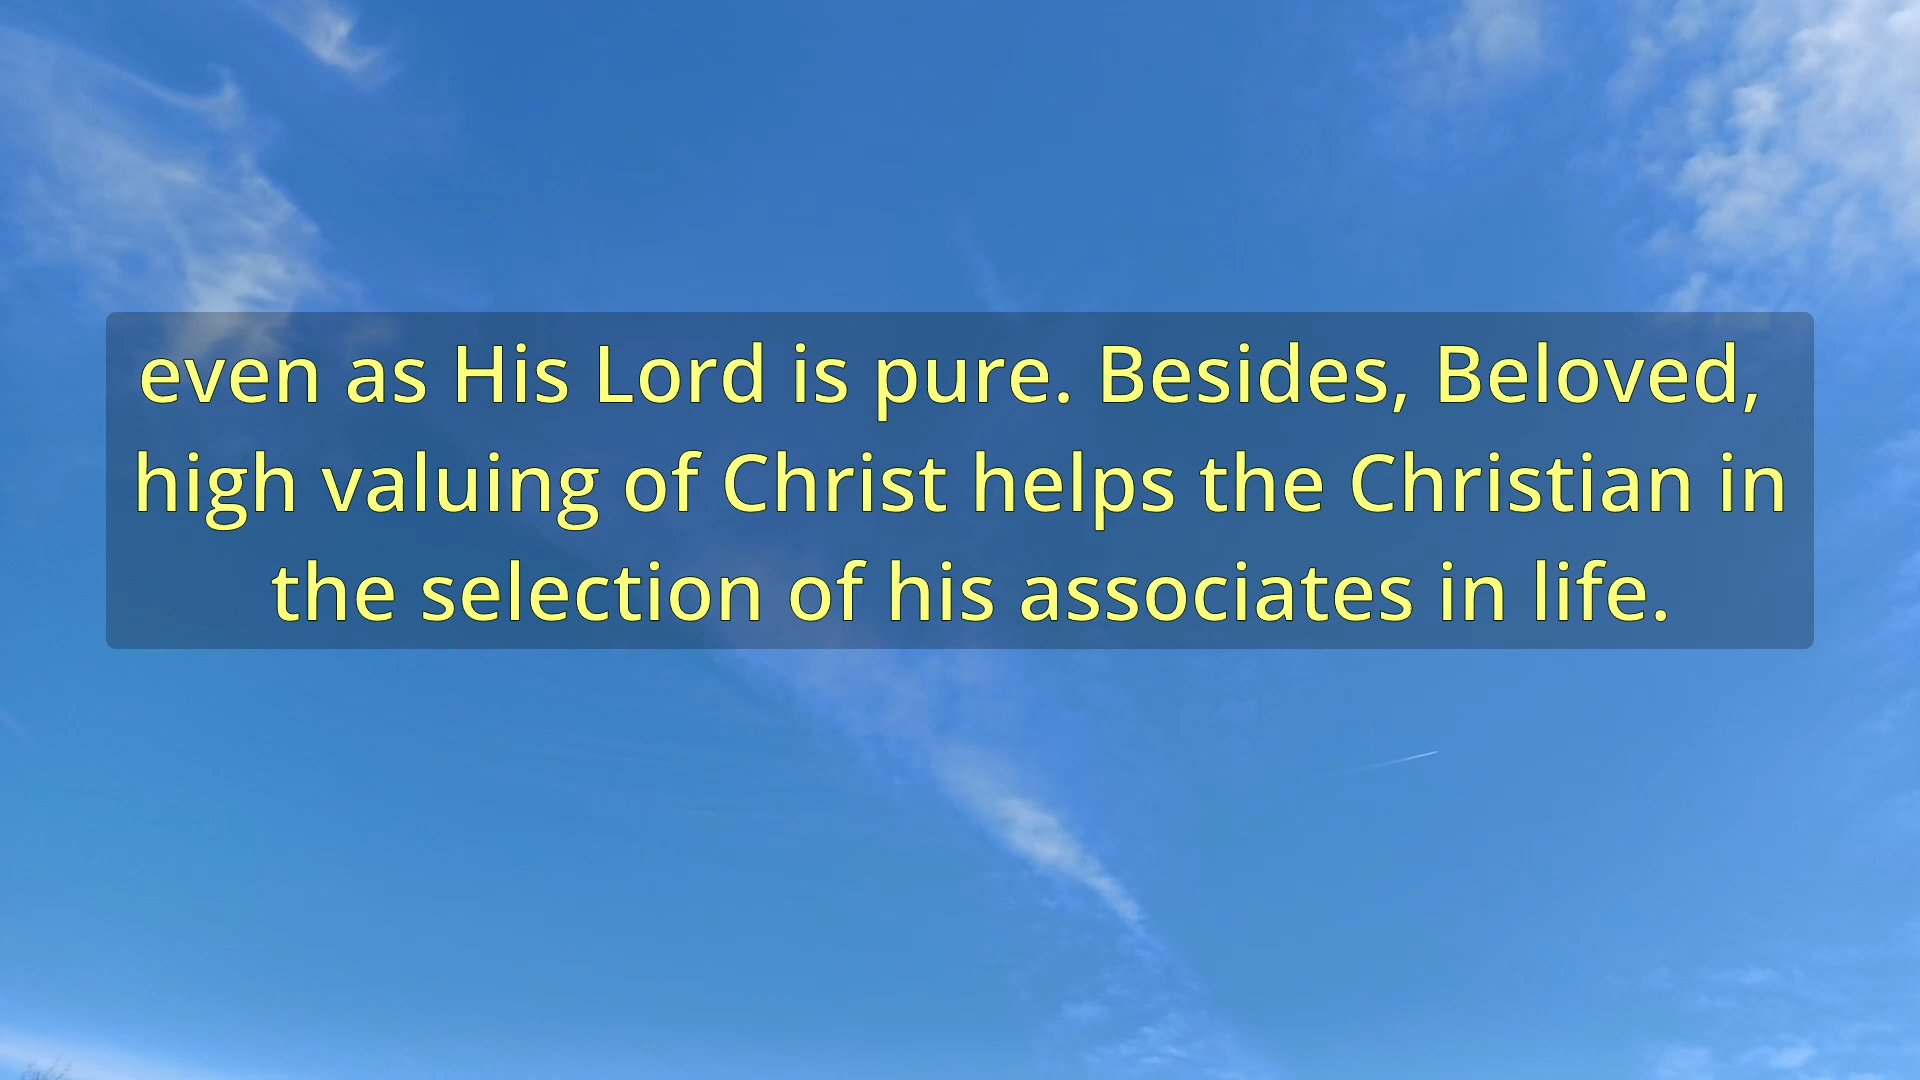 even as His Lord is pure. Besides, Beloved,
high valuing of Christ helps the Christian in
the selection of his associates in life.